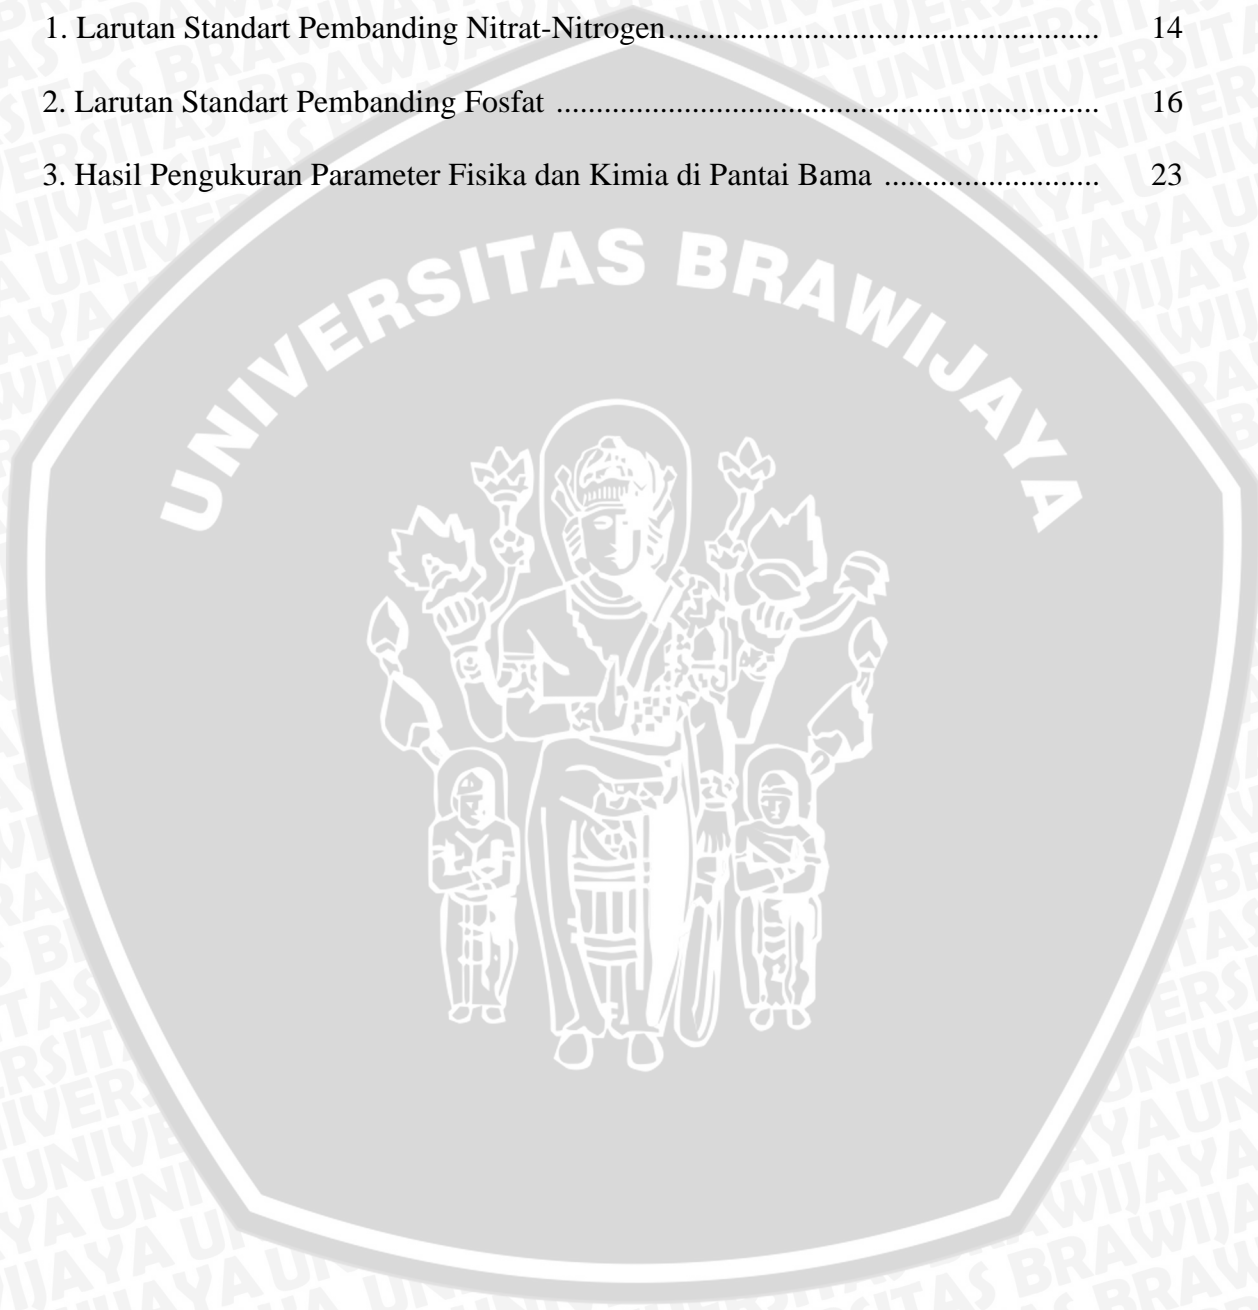 1. Larutan Standart Pembanding Nitrat-Nitrogen...................................................... 14
2. Larutan Standart Pembanding Fosfat .................................................................... 16
3. Hasil Pengukuran Parameter Fisika dan Kimia di Pantai Bama ........................... 23
UNIVERSITAS BRAWIJAYA